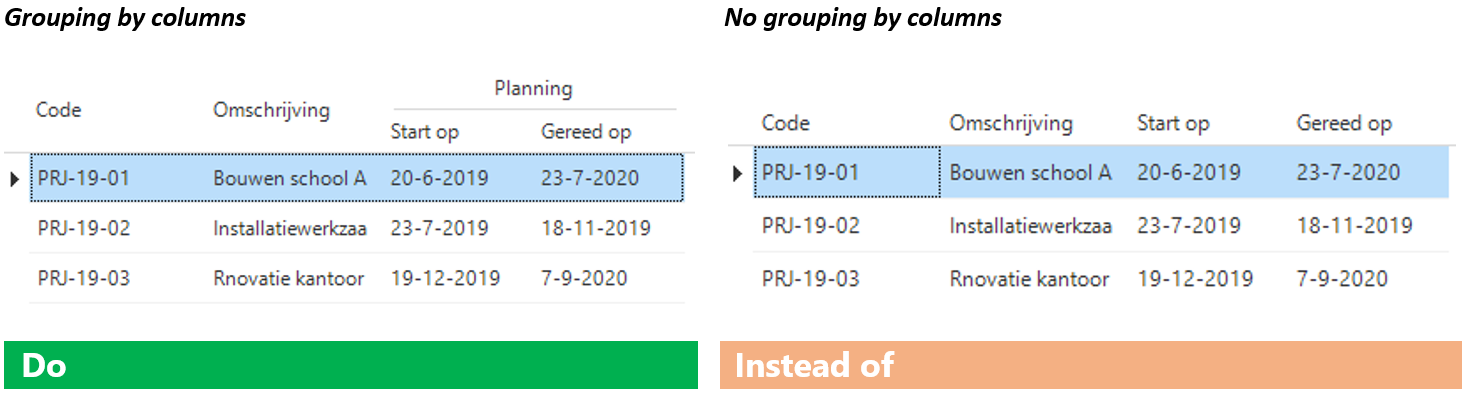 Grouping by columns
Planning
Code Omschrijving
Start op Gereed op
PRJ-19-01 Bouwen school A 20-6-2019 23-7-2020
PRJ-19-02 Installatiewerkzaa 23-7-2019 18-11-2019
PRJ-19-03 Rnovatie kantoor 19-12-2019 7-9-2020
Do
No grouping by columns
Code Omschrijving Start op Gereed op
PRJ-19-01 Bouwen school A 20-6-2019 23-7-2020
PRJ-19-02 Installatiewerkzaa 23-7-2019 18-11-2019
PRJ-19-03 Rnovatie kantoor 19-12-2019 7-9-2020
Instead of